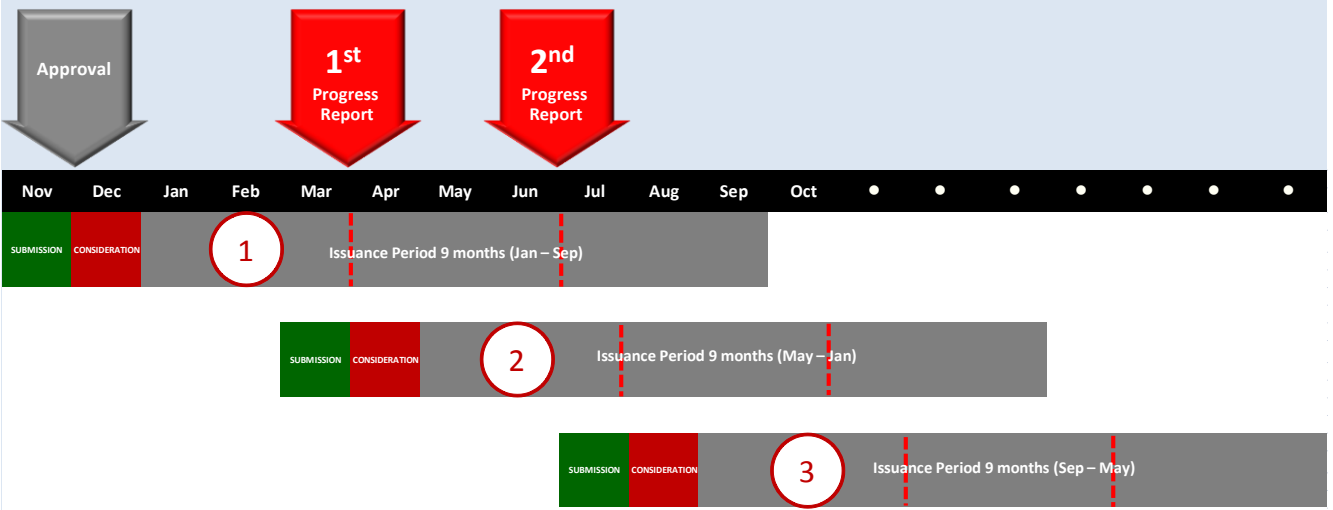 Approval
1st
Progress
Report
2nd
Progress
Report
Nov Dec Jan Feb Mar Apr May Jun Jul Aug Sep Oct • • • • • • •
SUBMISSION CONSIDERATION 1 Issuance Period 9 months (Jan – Sep)
SUBMISSION CONSIDERATION 2 Issuance Period 9 months (May – Jan)
SUBMISSION CONSIDERATION 3 Issuance Period 9 months (Sep – May)